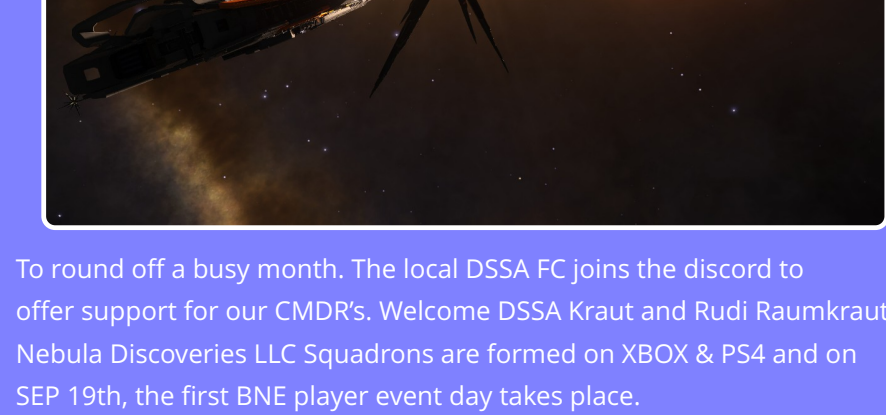 To round off a busy month. The local DSSA FC joins the discord to
offer support for our CMDR’s. Welcome DSSA Kraut and Rudi Raumkraut
Nebula Discoveries LLC Squadrons are formed on XBOX & PS4 and on
SEP 19th, the first BNE player event day takes place.